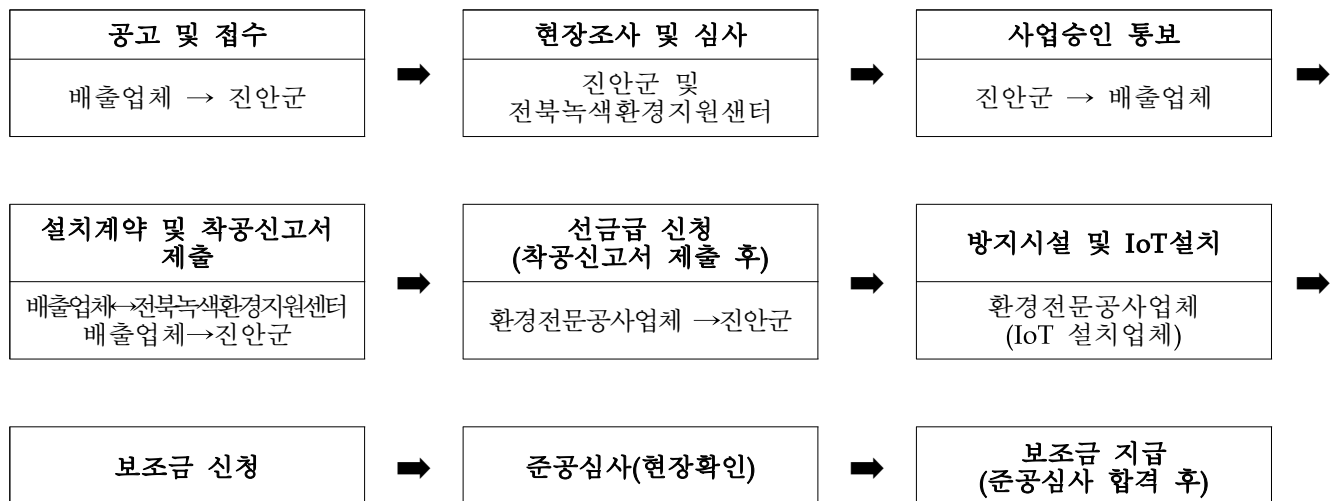 공고 및 접수
배출업체 → 진안군
➡
현장조사 및 심사
진안군 및
전북녹색환경지원센터
➡
사업승인 통보
진안군 → 배출업체
➡
설치계약 및 착공신고서
제출
배출업체↔전북녹색환경지원센터
배출업체→진안군
➡
선금급 신청
(착공신고서 제출 후)
환경전문공사업체 →진안군
➡
방지시설 및 IoT설치
환경전문공사업체
(IoT 설치업체)
➡
보조금 신청
➡
준공심사(현장확인)
➡
보조금 지급
(준공심사 합격 후)